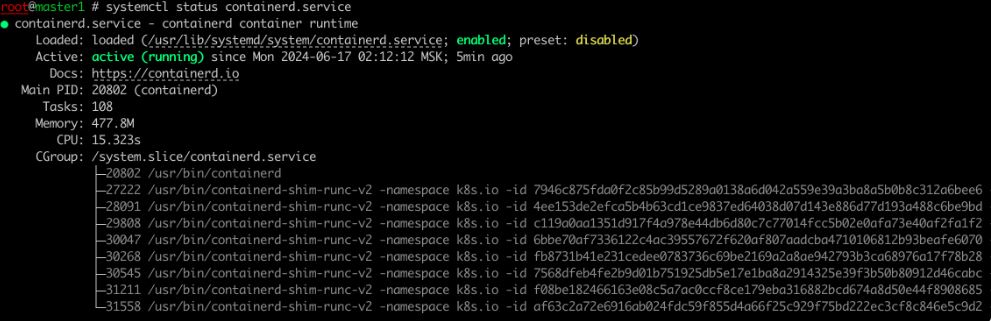 root@master1 # systemctl status containerd.service
● containerd.service - containerd container runtime
Loaded: loaded (/usr/lib/systemd/system/containerd.service; enabled; preset: disabled)
Active: active (running) since Mon 2024-06-17 02:12:12 MSK; 5min ago
Docs: https://containerd.io
Main PID: 20802 (containerd)
Tasks: 108
Memory: 477.8M
CPU: 15.323s
CGroup: /system.slice/containerd.service
├─20802 /usr/bin/containerd
├─27222 /usr/bin/containerd-shim-runc-v2 -namespace k8s.io -id 7946c875fda0f2c85b99d5289a0138a6d042a559e39a3ba8a5b0b8c312a6bee6
├─28091 /usr/bin/containerd-shim-runc-v2 -namespace k8s.io -id 4ee153de2efca5b4b63cd1ce9837ed64038d07d143e886d77d193a488c6be9bd
├─29808 /usr/bin/containerd-shim-runc-v2 -namespace k8s.io -id c119a0aa1351d917f4a978e44db6d80c7c77014fcc5b02e0afa73e40af2fa1f2
├─30047 /usr/bin/containerd-shim-runc-v2 -namespace k8s.io -id 6bbe70af7336122c4ac39557672f620af807aadcba4710106812b93beafe6070
├─30268 /usr/bin/containerd-shim-runc-v2 -namespace k8s.io -id fb8731b41e231cedee0783736c69be2169a2a8ae942793b3ca68976a17f78b28
├─30545 /usr/bin/containerd-shim-runc-v2 -namespace k8s.io -id 7568dfeb4fe2b9d01b751925db5e17e1ba8a2914325e39f3b50b80912d46cabc
├─31211 /usr/bin/containerd-shim-runc-v2 -namespace k8s.io -id f08be182466163e08c5a7ac0ccf8ce179eba316882bcd674a8d50e44f8908685
└─31558 /usr/bin/containerd-shim-runc-v2 -namespace k8s.io -id af63c2a72e6916ab024fdc59f855d4a66f25c929f75bd222ec3cf8c846e5c9d2